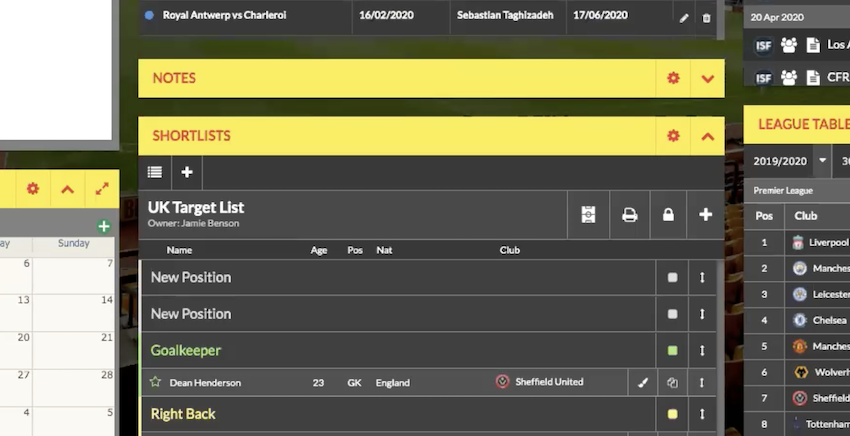 Royal Antwerp vs Charleroi 16/02/2020 Sebastian Taghizadeh 17/06/2020
NOTES
SHORTLISTS
UK Target List
Owner: Jamie Benson
Name Age Pos Nat Club
New Position
New Position
Goalkeeper
Dean Henderson 23 GK England Sheffield United
Right Back
Sunday
6 7
13 14
20 21
27 28
4 5
20 Apr 2020
ISF Los A
ISF CFR
LEAGUE TABLE
2019/2020 30
Premier League
Pos Club
1 Liverpool
2 Manches
3 Leicester
4 Chelsea
5 Manches
6 Wolverh
7 Sheffield
8 Tottenham